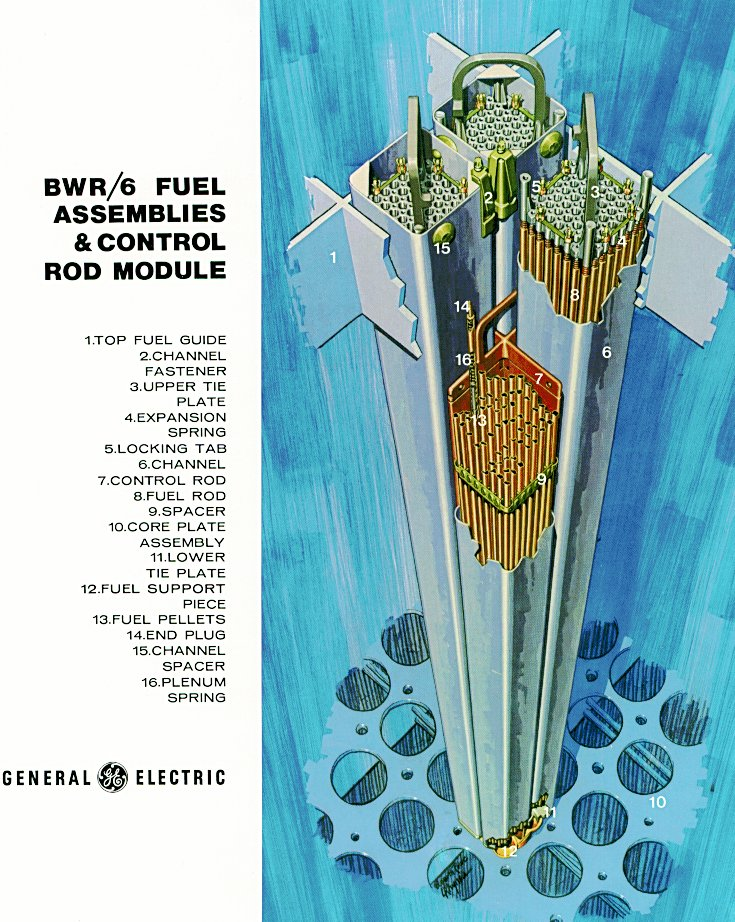 BWR/6 FUEL
ASSEMBLIES
& CONTROL
ROD MODULE
1.TOP FUEL GUIDE
2.CHANNEL
FASTENER
3.UPPER TIE
PLATE
4.EXPANSION
SPRING
5.LOCKING TAB
6.CHANNEL
7.CONTROL ROD
8.FUEL ROD
9.SPACER
10.CORE PLATE
ASSEMBLY
11.LOWER
TIE PLATE
12.FUEL SUPPORT
PIECE
13.FUEL PELLETS
14.END PLUG
15.CHANNEL
SPACER
16.PLENUM
SPRING
GENERAL GE ELECTRIC
2
5
3
15
4
1
8
14
6
16
7
13
9
10
11
12